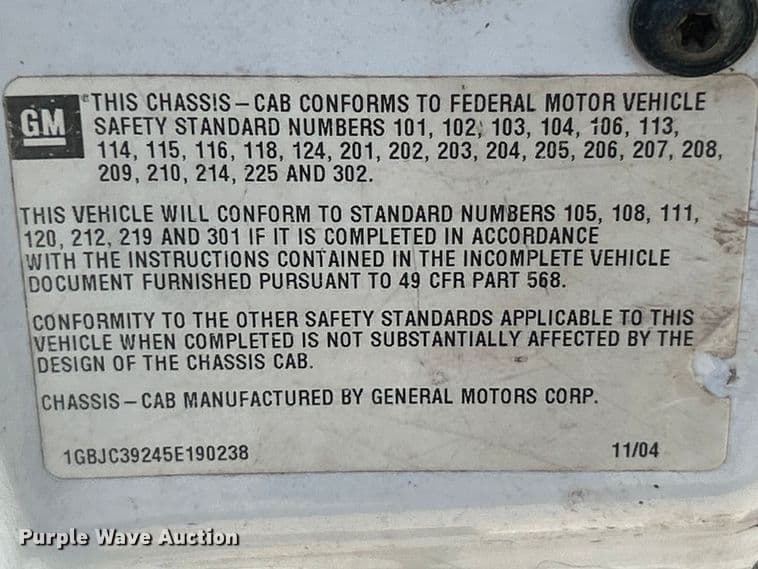 GM
®THIS CHASSIS – CAB CONFORMS TO FEDERAL MOTOR VEHICLE
SAFETY STANDARD NUMBERS 101, 102, 103, 104, 106, 113,
114, 115, 116, 118, 124, 201, 202, 203, 204, 205, 206, 207, 208,
209, 210, 214, 225 AND 302.
THIS VEHICLE WILL CONFORM TO STANDARD NUMBERS 105, 108, 111,
120, 212, 219 AND 301 IF IT IS COMPLETED IN ACCORDANCE
WITH THE INSTRUCTIONS CONTAINED IN THE INCOMPLETE VEHICLE
DOCUMENT FURNISHED PURSUANT TO 49 CFR PART 568.
CONFORMITY TO THE OTHER SAFETY STANDARDS APPLICABLE TO THIS
VEHICLE WHEN COMPLETED IS NOT SUBSTANTIALLY AFFECTED BY THE
DESIGN OF THE CHASSIS CAB.
CHASSIS – CAB MANUFACTURED BY GENERAL MOTORS CORP.
1GBJC39245E190238 11/04
Purple Wave Auction